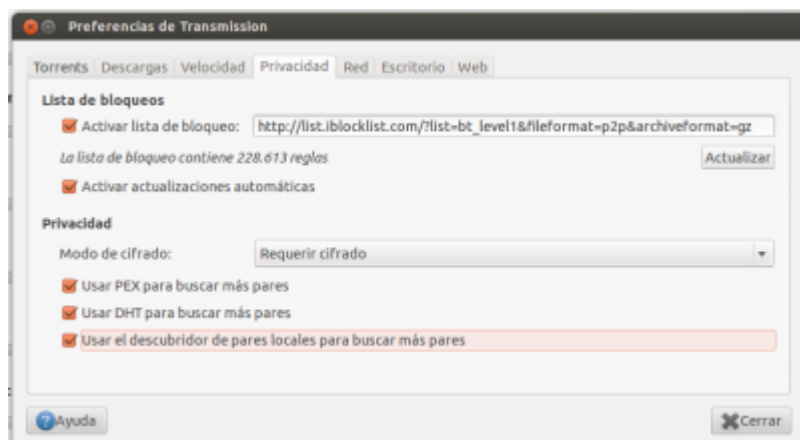 Preferencias de Transmission
Torrents Descargas Velocidad Privacidad Red Escritorio Web
Lista de bloqueos
Activar lista de bloqueo: http://list.iblocklist.com/?list=bt_level1&fileformat=p2p&archiveformat=gz
La lista de bloqueo contiene 228.613 reglas Actualizar
Activar actualizaciones automáticas
Privacidad
Modo de cifrado: Requerir cifrado
Usar PEX para buscar más pares
Usar DHT para buscar más pares
Usar el descubridor de pares locales para buscar más pares
Ayuda Cerrar